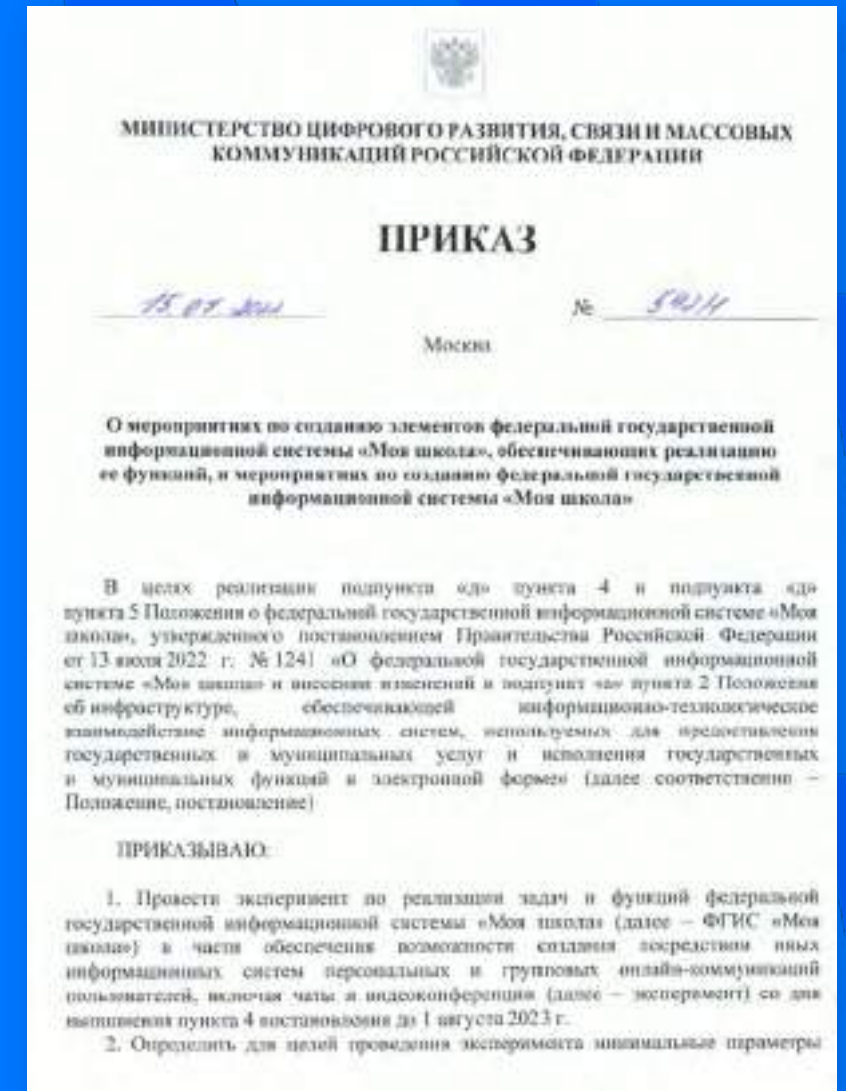 МИНИСТЕРСТВО ЦИФРОВОГО РАЗВИТИЯ, СВЯЗИ И МАССОВЫХ
КОММУНИКАЦИЙ РОССИЙСКОЙ ФЕДЕРАЦИИ
ПРИКАЗ
№
Москва
О мероприятиях по созданию элементов федеральной государственной
информационной системы «Моя школа», обеспечивающих реализацию
ее функций, и мероприятиях по созданию федеральной государственной
информационной системы «Моя школа»
В целях реализации подпункта «д» пункта 4 и подпункта «д»
пункта 5 Положения о федеральной государственной информационной системе «Моя
школа», утвержденного постановлением Правительства Российской Федерации
от 13 июля 2022 г. № 1241 «О федеральной государственной информационной
системе «Моя школа» и внесении изменений в подпункт «а» пункта 2 Положения
об инфраструктуре, обеспечивающей информационно-технологическое
взаимодействие информационных систем, используемых для предоставления
государственных и муниципальных услуг и исполнения государственных
и муниципальных функций в электронной форме» (далее соответственно –
Положение, постановление)
ПРИКАЗЫВАЮ:
1. Провести эксперимент по реализации задач и функций федеральной
государственной информационной системы «Моя школа» (далее – ФГИС «Моя
школа») в части обеспечения возможности создания посредством иных
информационных систем персональных и групповых онлайн-коммуникаций
пользователей, включая чаты и видеоконференции (далее – эксперимент) со дня
выполнения пункта 4 постановления до 1 августа 2023 г.
2. Определить для целей проведения эксперимента минимальные параметры